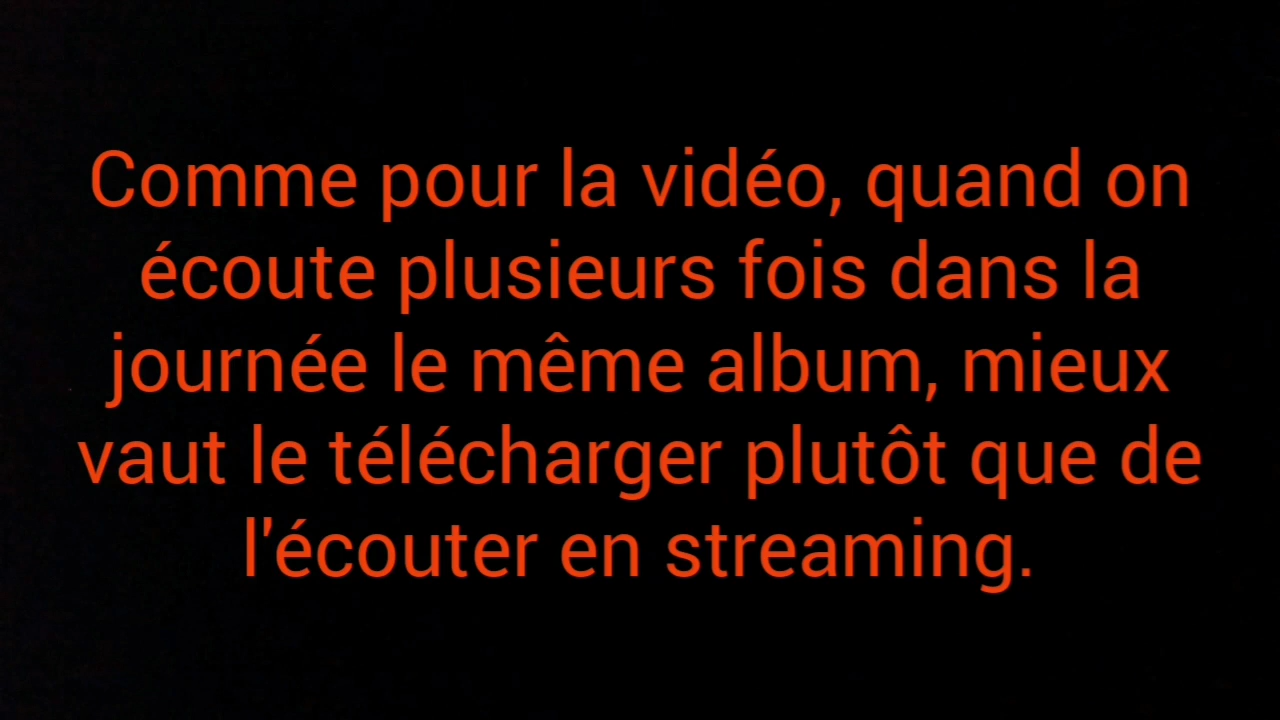 Comme pour la vidéo, quand on
écoute plusieurs fois dans la
journée le même album, mieux
vaut le télécharger plutôt que de
l'écouter en streaming.